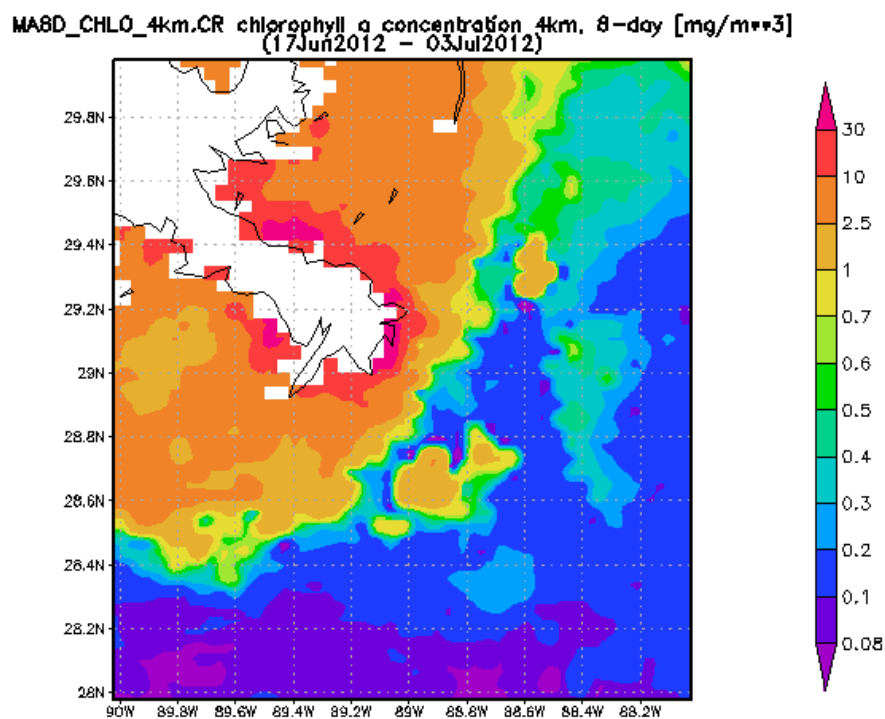 MA8D_CHLO_4km.CR chlorophyll a concentration 4km, 8-day [mg/m**3]
(17Jun2012 - 03Jul2012)
29.8N
29.6N
29.4N
29.2N
29N
28.8N
28.6N
28.4N
28.2N
28N
90W 89.8W 89.6W 89.4W 89.2W 89W 88.8W 88.6W 88.4W 88.2W
30
10
2.5
1
0.7
0.6
0.5
0.4
0.3
0.2
0.1
0.08